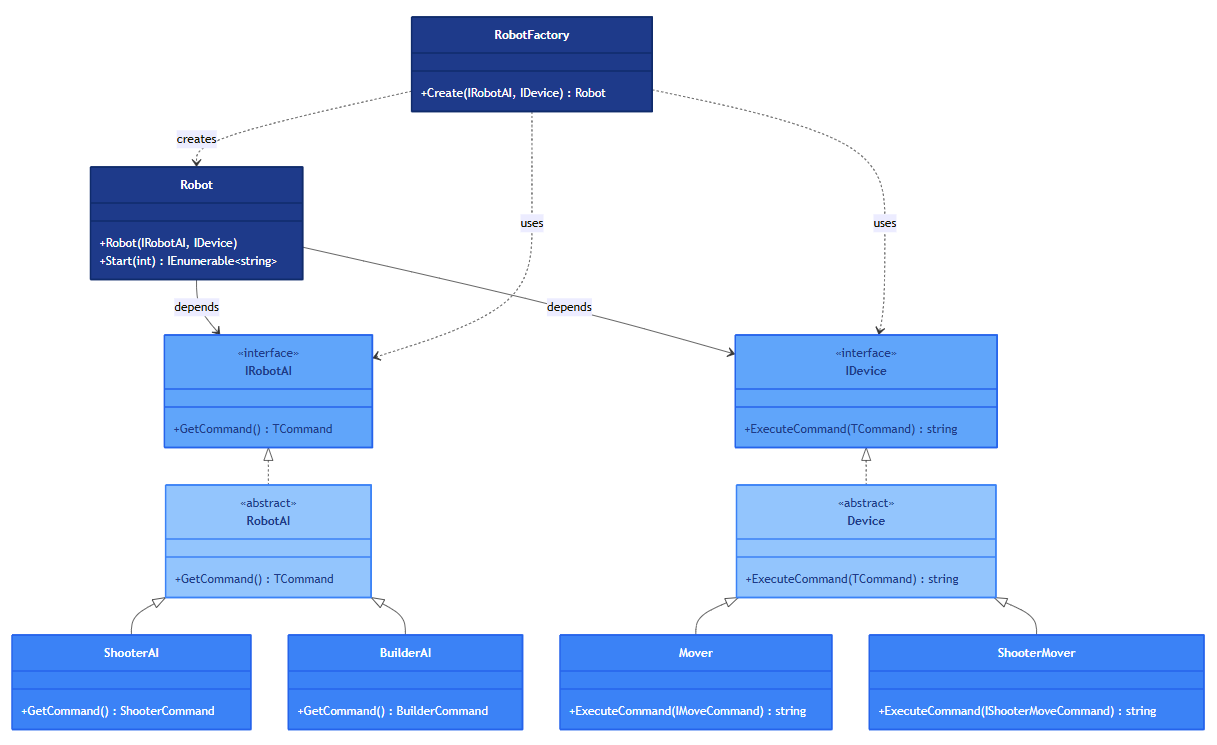 RobotFactory
+Create(IRobotAI, IDevice) : Robot
creates
Robot
+Robot(IRobotAI, IDevice)
+Start(int) : IEnumerable<string>
uses
uses
depends
depends
«interface»
IRobotAI
+GetCommand() : TCommand
«interface»
IDevice
+ExecuteCommand(TCommand) : string
«abstract»
RobotAI
+GetCommand() : TCommand
«abstract»
Device
+ExecuteCommand(TCommand) : string
ShooterAI
+GetCommand() : ShooterCommand
BuilderAI
+GetCommand() : BuilderCommand
Mover
+ExecuteCommand(IMoveCommand) : string
ShooterMover
+ExecuteCommand(IShooterMoveCommand) : string